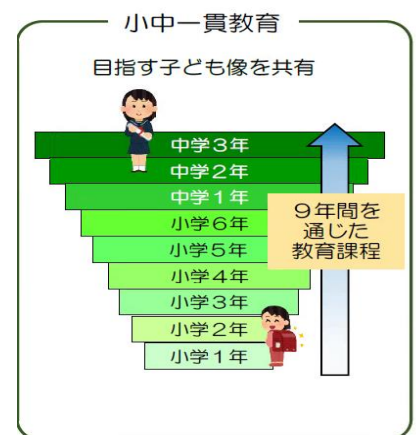 小中一貫教育
目指す子ども像を共有
中学3年
中学2年
中学1年
小学6年
小学5年
小学4年
小学3年
小学2年
小学1年
9年間を
通じた
教育課程